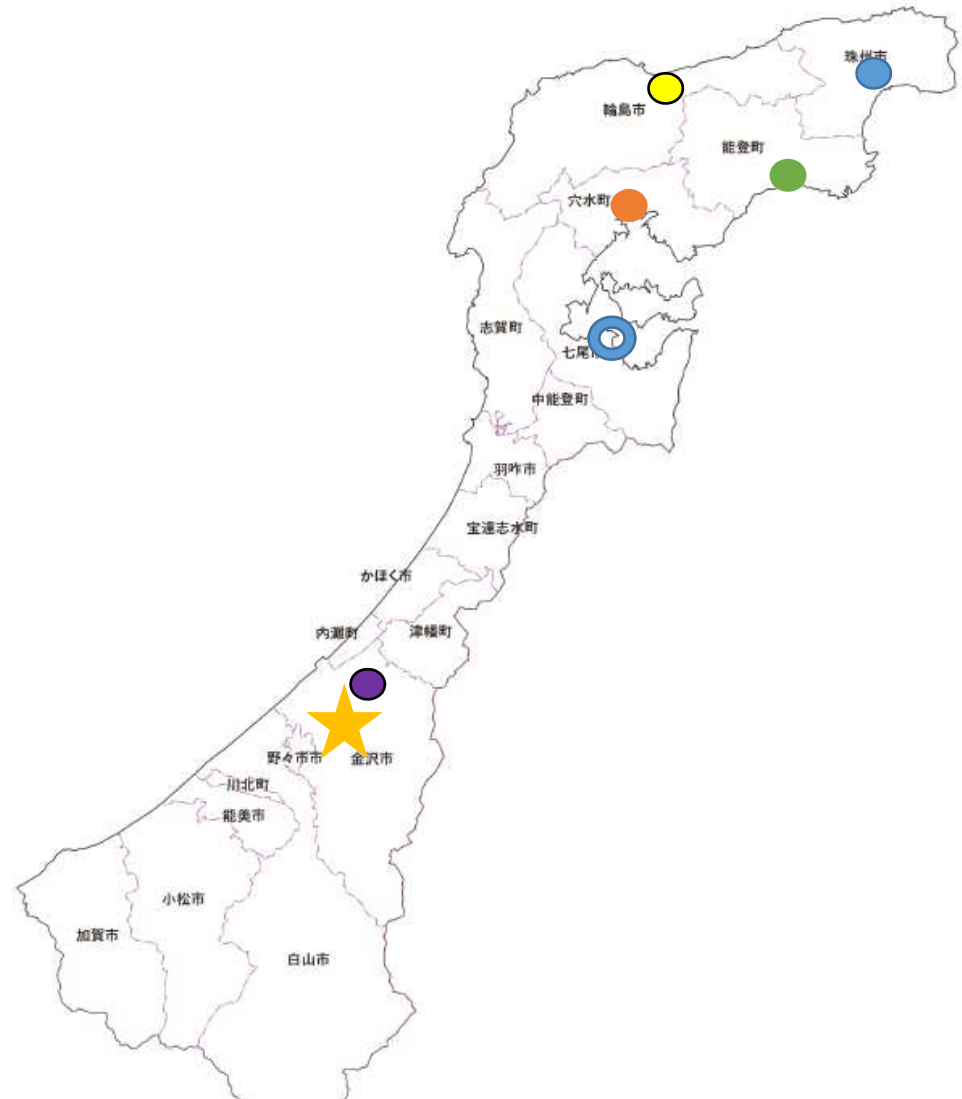 珠州市
輪島市
能登町
穴水町
志賀町
七尾市
中能登町
羽咋市
宝達志水町
かほく市
内灘町
津幡町
野々市市
金沢市
川北町
能美市
小松市
加賀市
白山市